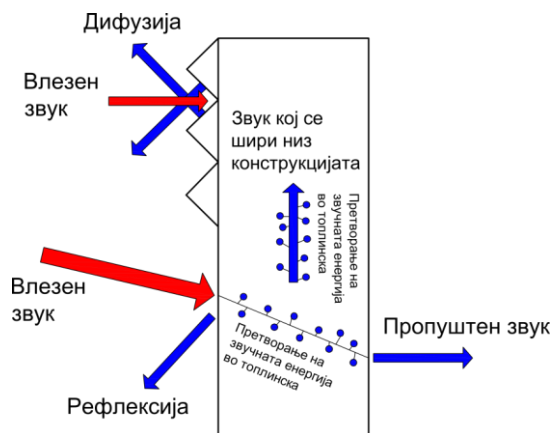 Дифузија
Влезен
звук
Звук кој се
шири низ
конструкцијата
Претворање на
звучната енергија
во топлинска
Влезен
звук
Претворање на
звучната енергија
во топлинска
Пропуштен звук
Рефлексија